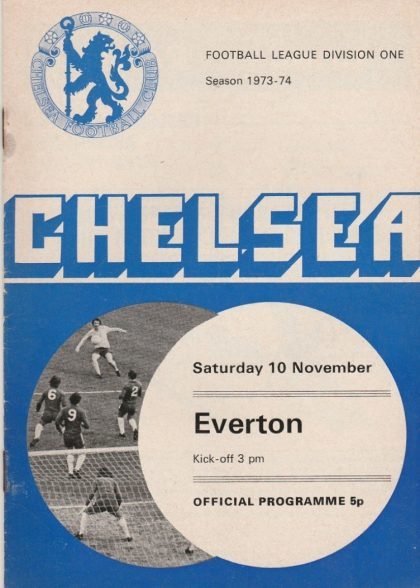 CHELSEA FOOTBALL CLUB
FOOTBALL LEAGUE DIVISION ONE
Season 1973-74
CHELSEA
Saturday 10 November
Everton
Kick-off 3 pm
OFFICIAL PROGRAMME 5p
6
9
2